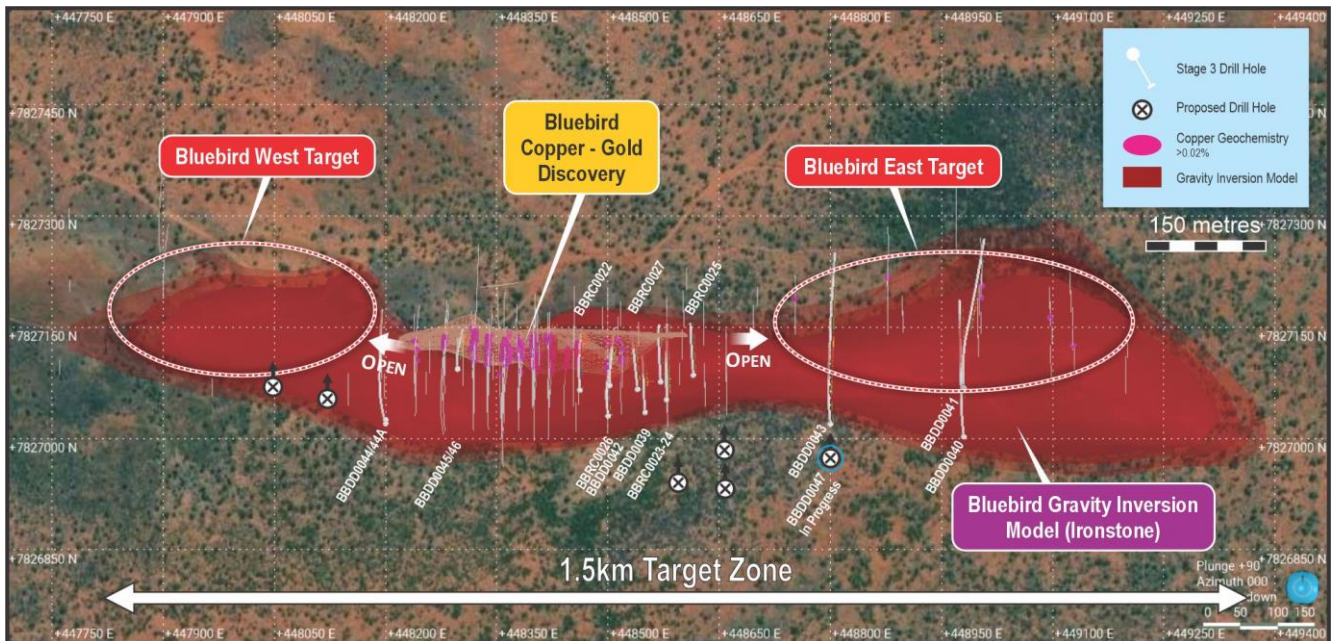 +447750 E
+447900 E
+448050 E
+448200 E
+448350 E
+448500 E
+448650 E
+448800 E
+448950 E
+449100 E
+449250 E
+449400 E
+7827450 N
Stage 3 Drill Hole
Proposed Drill Hole
Copper Geochemistry
>0.02%
Gravity Inversion Model
Bluebird West Target
Bluebird
Copper - Gold
Discovery
Bluebird East Target
+7827300 N
+7827300 N
150 metres
BBRC0022
BBRC0027
BBRC0025
+7827150 N
+7827150 N
OPEN
OPEN
+7827000 N
+7827000 N
BBDD0044/44A
BBDD0045/46
BBRC0026
BBDD0042
BBDD0039
BBRC0023-24
BBDD0043
BBDD0047
In Progress
BBDD0041
BBDD0040
Bluebird Gravity Inversion
Model (Ironstone)
+7826850 N
+7826850 N
1.5km Target Zone
Plunge +90
Azimuth 000
down
0 50 100 150
+447750 E
+447900 E
+448050 E
+448200 E
+448350 E
+448500 E
+448650 E
+448800 E
+448950 E
+449100 E
+449250 E
+449400 E